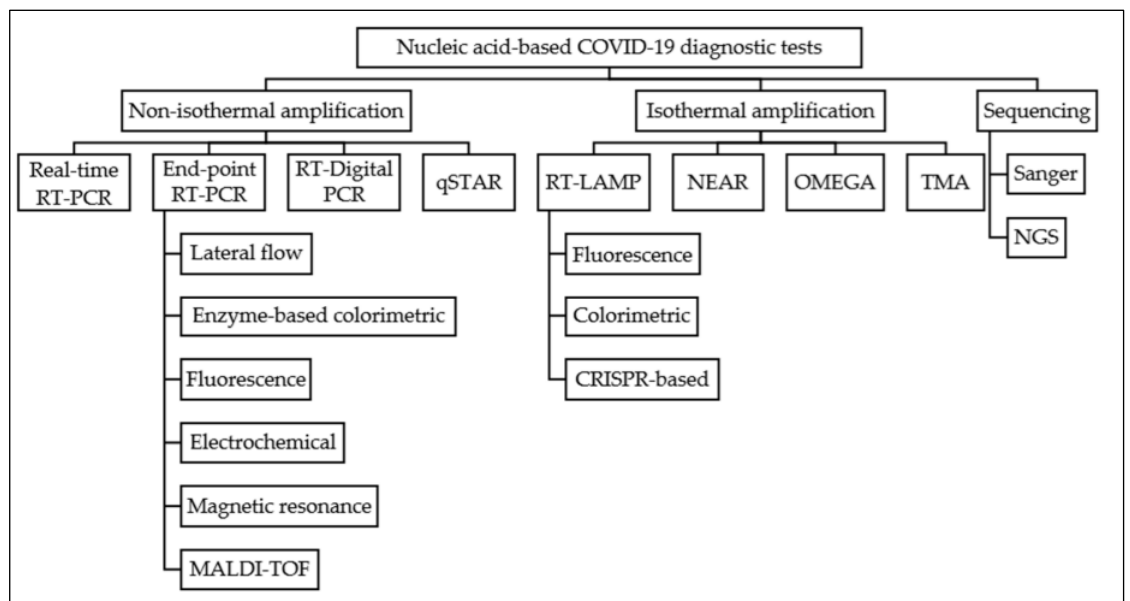 Nucleic acid-based COVID-19 diagnostic tests
Non-isothermal amplification
Isothermal amplification
Sequencing
Real-time
RT-PCR
End-point
RT-PCR
RT-Digital
PCR
qSTAR
RT-LAMP
NEAR
OMEGA
TMA
Sanger
NGS
Lateral flow
Enzyme-based colorimetric
Fluorescence
Electrochemical
Magnetic resonance
MALDI-TOF
Fluorescence
Colorimetric
CRISPR-based